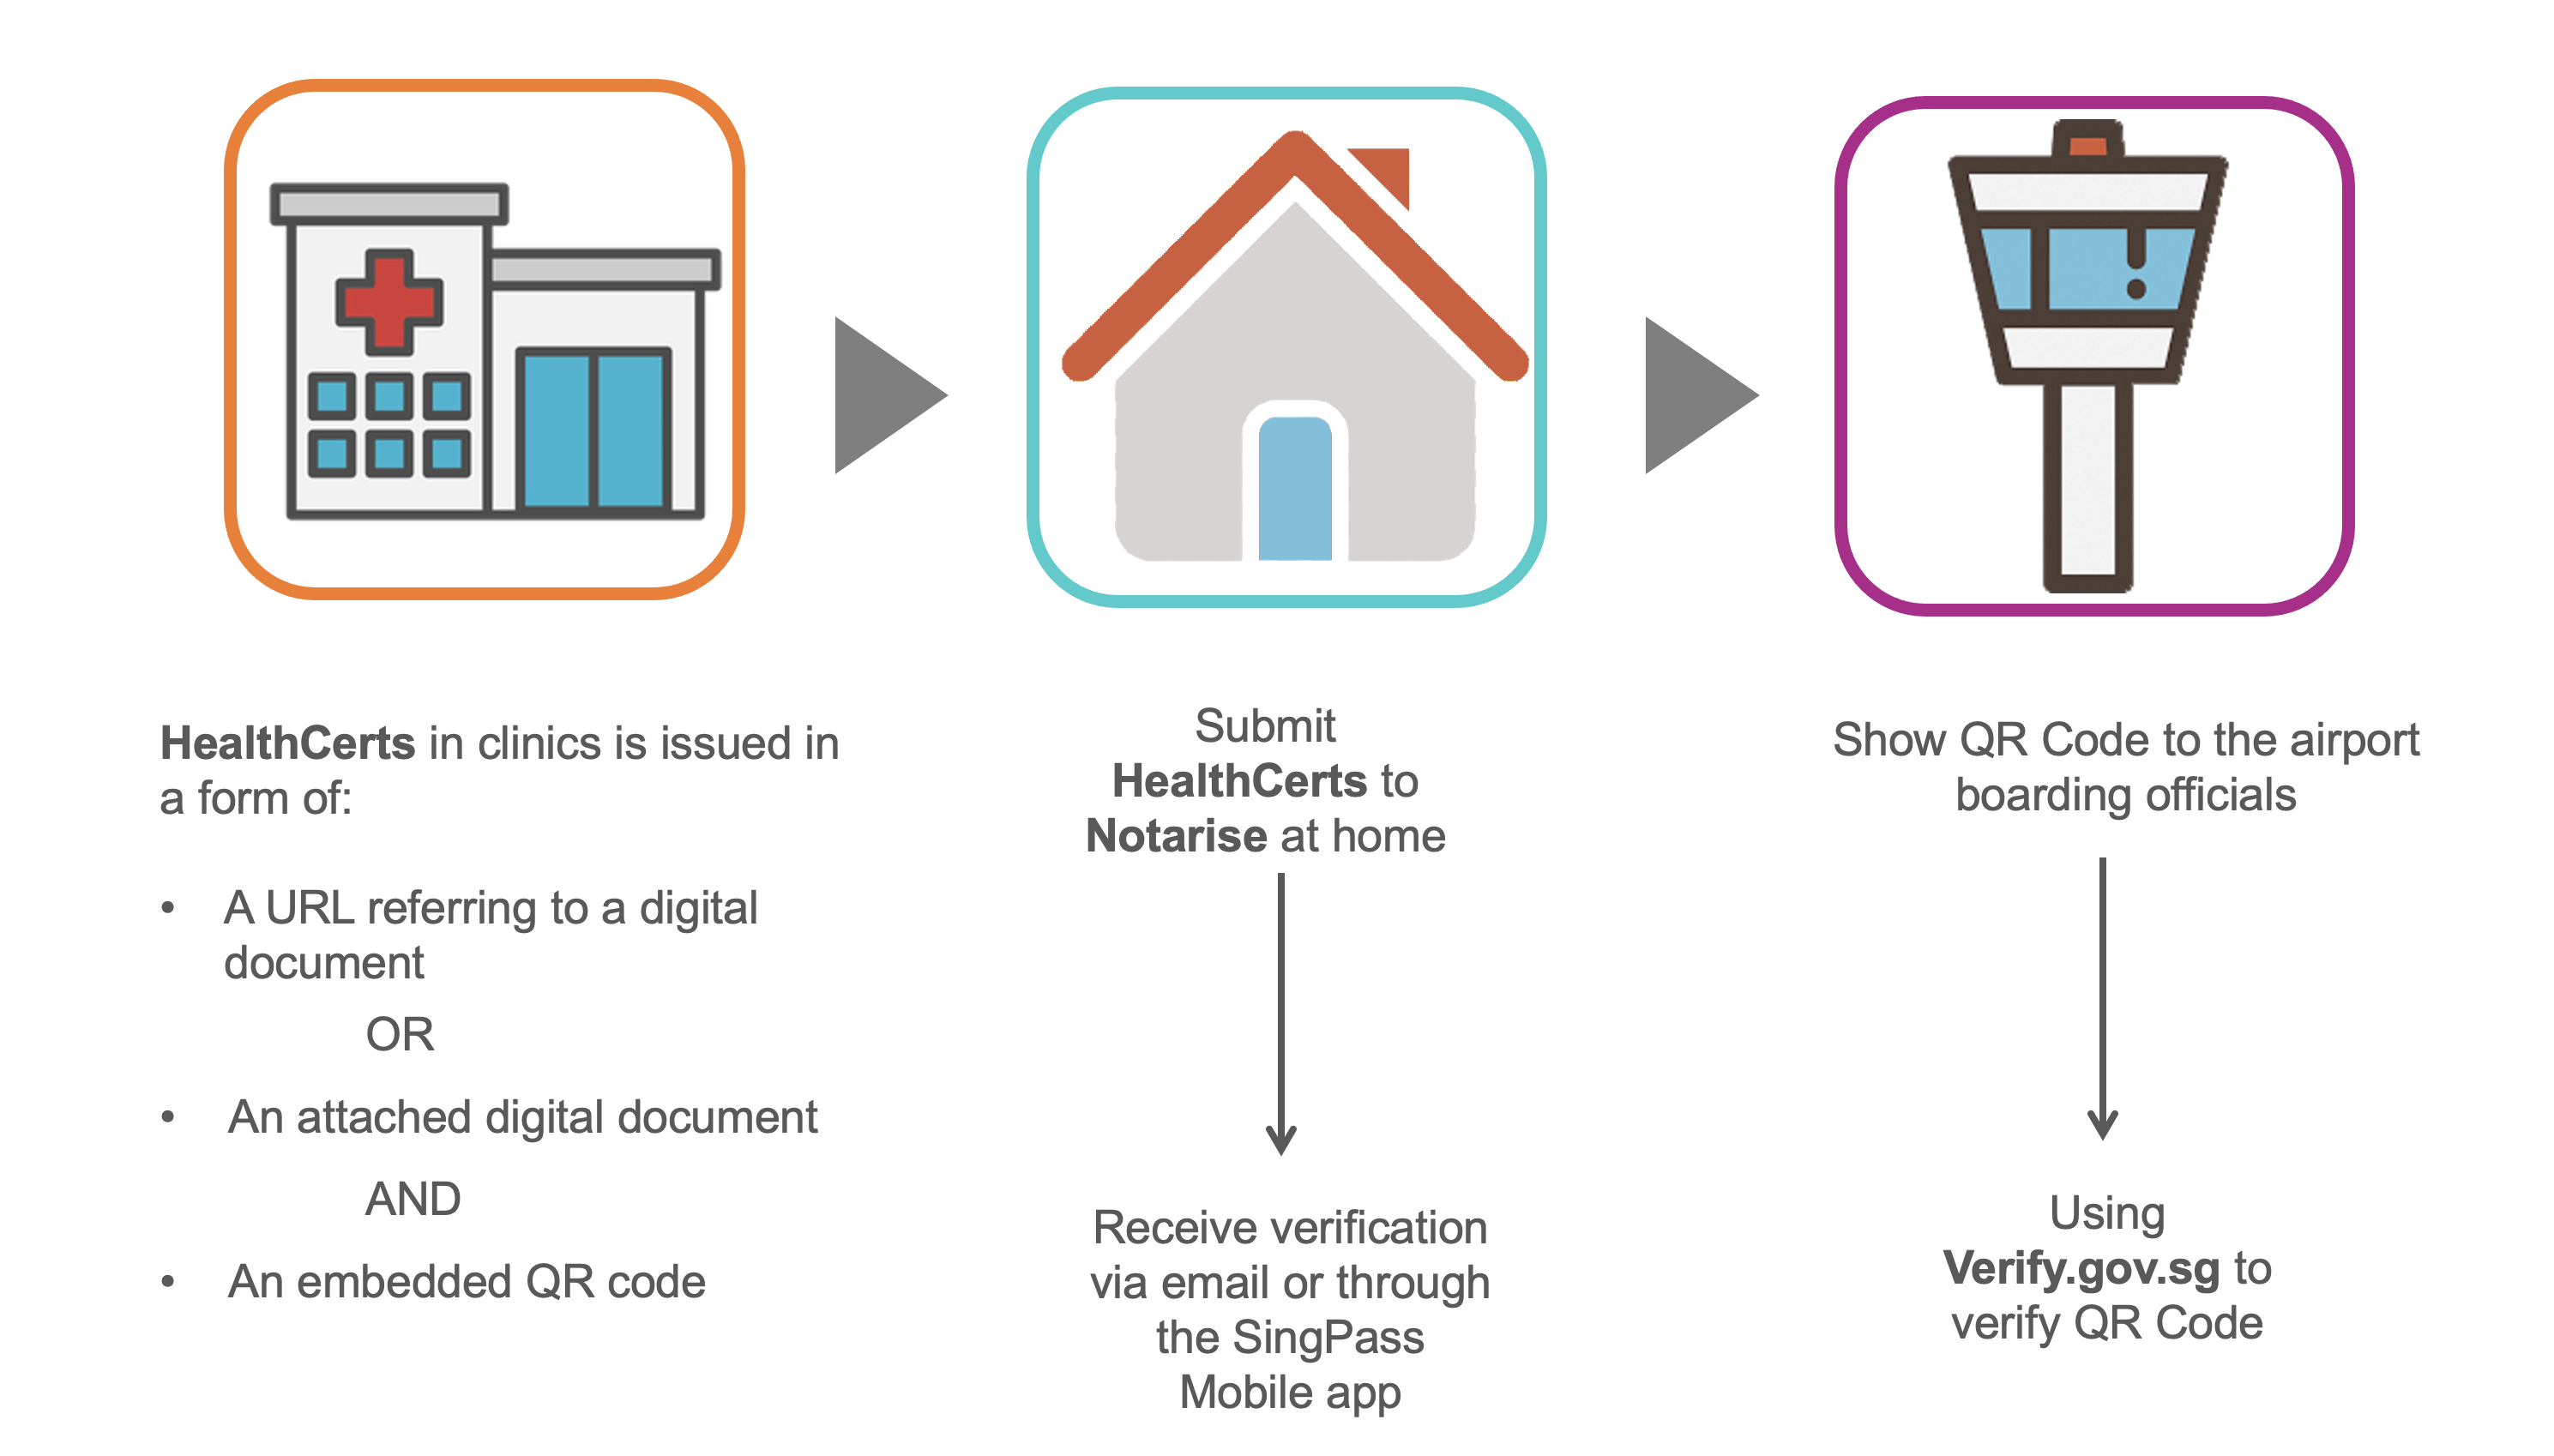 HealthCerts in clinics is issued in
a form of:
• A URL referring to a digital
document
OR
• An attached digital document
AND
• An embedded QR code
Submit
HealthCerts to
Notarise at home
Receive verification
via email or through
the SingPass
Mobile app
Show QR Code to the airport
boarding officials
Using
Verify.gov.sg to
verify QR Code